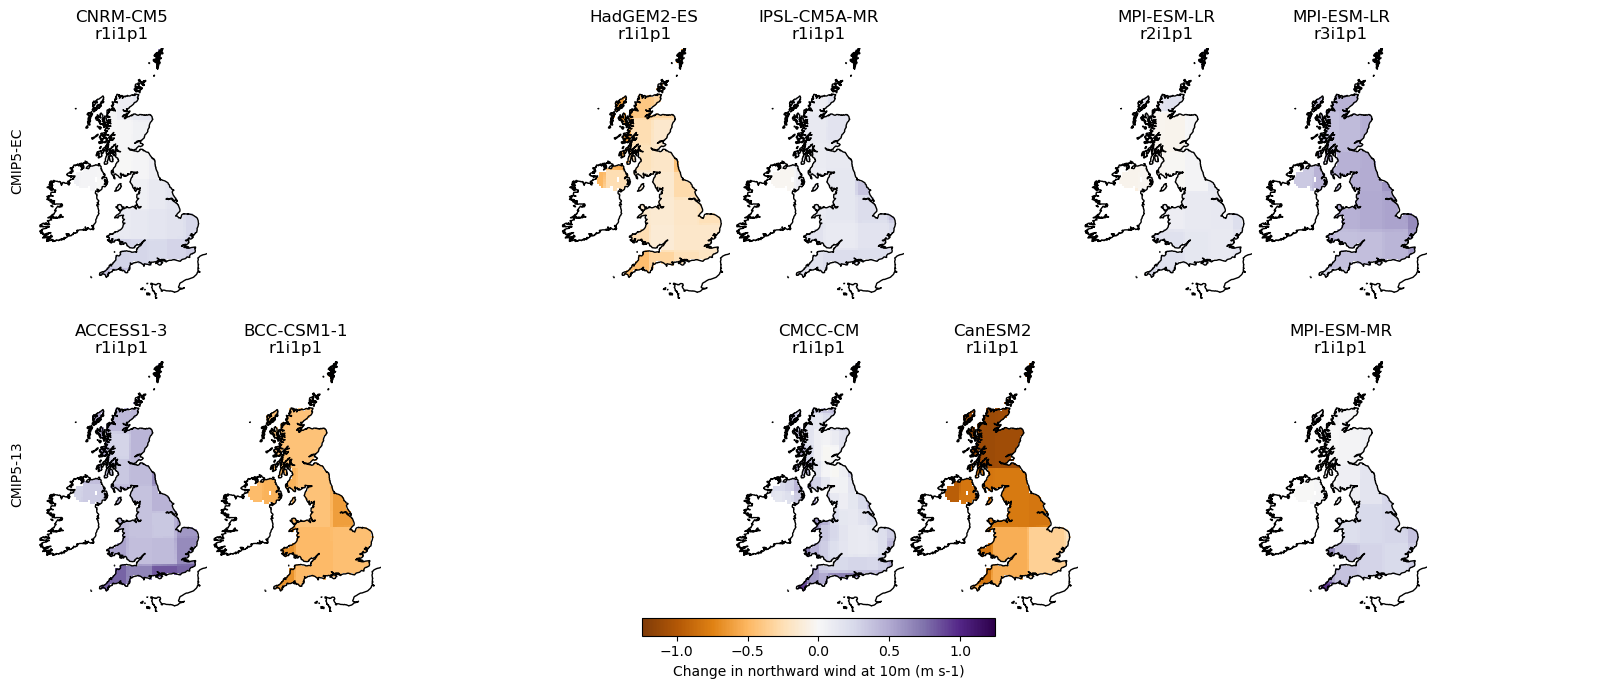 CNRM-CM5
r1i1p1
HadGEM2-ES
r1i1p1
IPSL-CM5A-MR
r1i1p1
MPI-ESM-LR
r2i1p1
MPI-ESM-LR
r3i1p1
CMIP5-EC
ACCESS1-3
r1i1p1
BCC-CSM1-1
r1i1p1
CMCC-CM
r1i1p1
CanESM2
r1i1p1
MPI-ESM-MR
r1i1p1
CMIP5-13
−1.0 −0.5 0.0 0.5 1.0
Change in northward wind at 10m (m s-1)